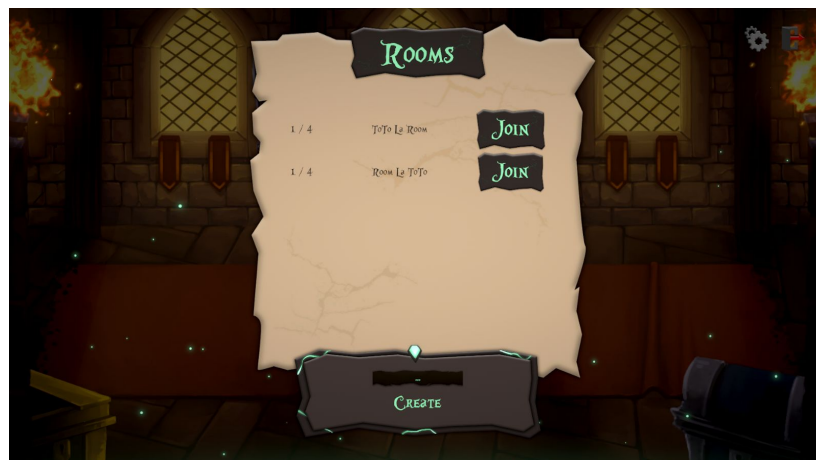 Rooms
1 / 4 ToTo La Room Join
1 / 4 Room La ToTo Join
Create